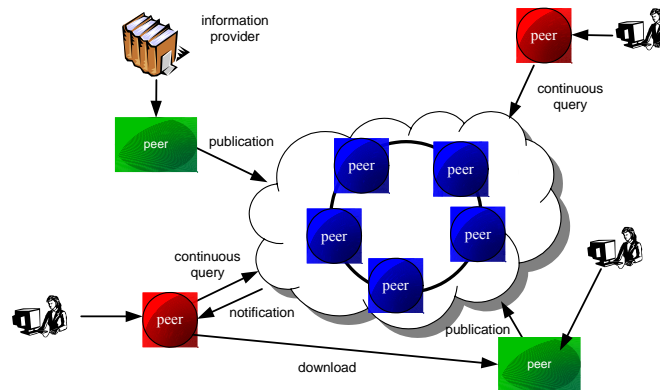 information
provider
peer
continuous
query
peer
publication
peer
peer
peer
peer
peer
continuous
query
notification
peer
publication
download
peer